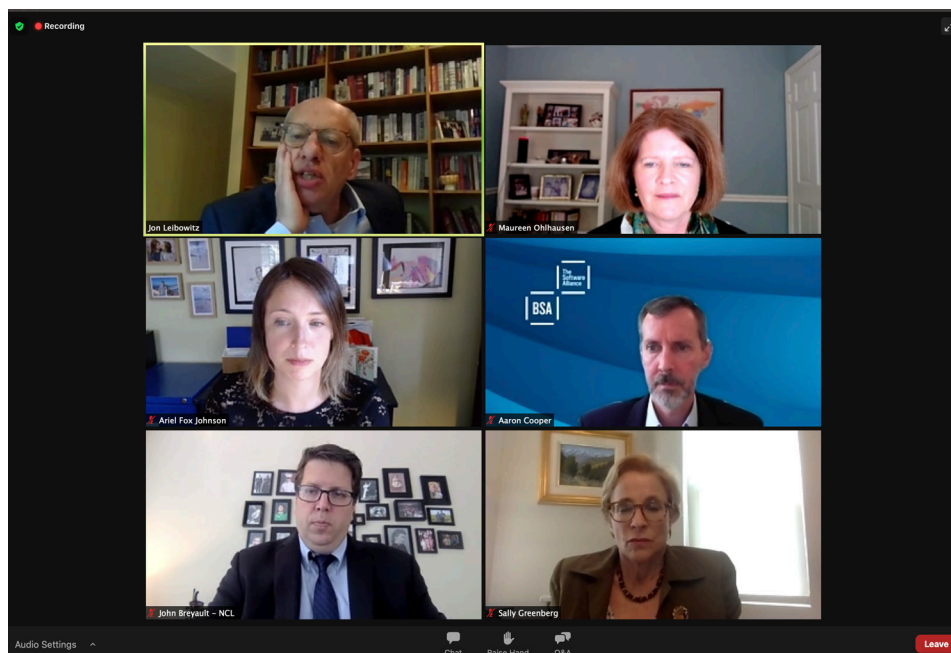 Recording
Jon Leibowitz
Maureen Ohlhausen
Ariel Fox Johnson
The
Software
Alliance
BSA
Aaron Cooper
John Breyault - NCL
Sally Greenberg
Audio Settings
Chat
Raise Hand
Q&A
Leave